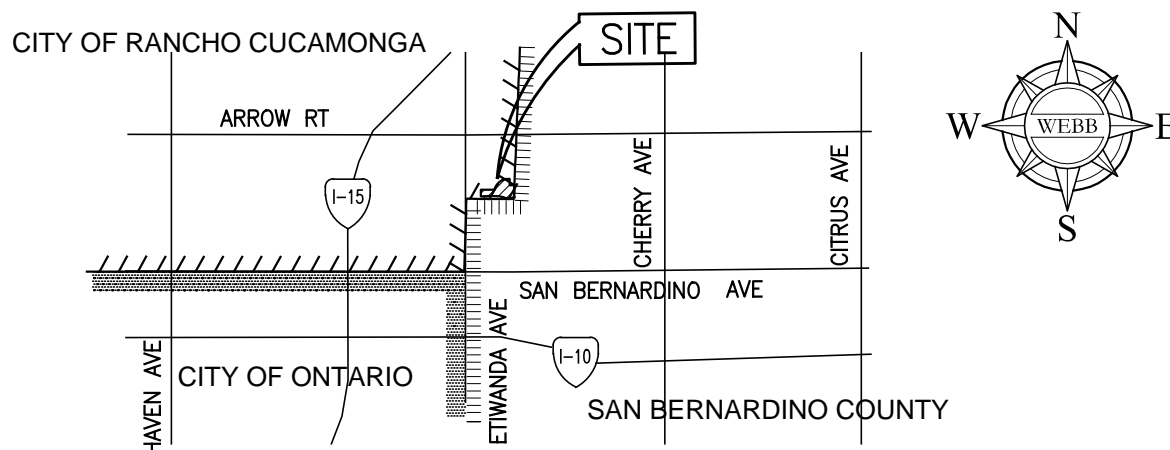 CITY OF RANCHO CUCAMONGA
SITE
ARROW RT
I-15
CHERRY AVE
CITRUS AVE
SAN BERNARDINO AVE
HAVEN AVE
CITY OF ONTARIO
ETIWANDA AVE
I-10
SAN BERNARDINO COUNTY
N
W
WEBB
E
S